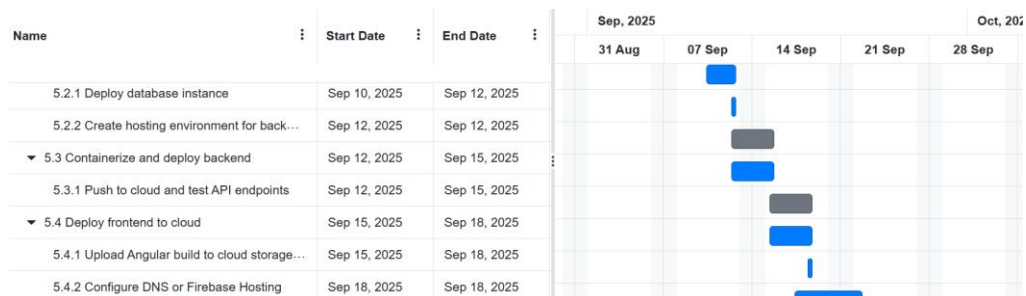 Sep, 2025 Oct, 202
Name Start Date End Date
31 Aug 07 Sep 14 Sep 21 Sep 28 Sep
5.2.1 Deploy database instance Sep 10, 2025 Sep 12, 2025
5.2.2 Create hosting environment for back... Sep 12, 2025 Sep 12, 2025
5.3 Containerize and deploy backend Sep 12, 2025 Sep 15, 2025
5.3.1 Push to cloud and test API endpoints Sep 12, 2025 Sep 15, 2025
5.4 Deploy frontend to cloud Sep 15, 2025 Sep 18, 2025
5.4.1 Upload Angular build to cloud storage... Sep 15, 2025 Sep 18, 2025
5.4.2 Configure DNS or Firebase Hosting Sep 18, 2025 Sep 18, 2025